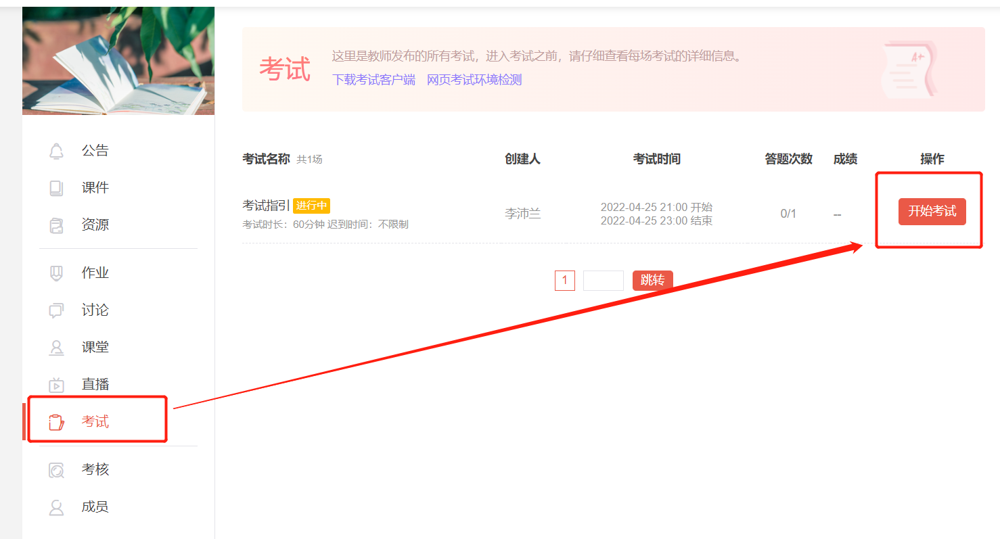 公告
课件
资源
作业
讨论
课堂
直播
考试
考核
成员
考试
这里是教师发布的所有考试，进入考试之前，请仔细查看每场考试的详细信息。
下载考试客户端 网页考试环境检测
A+
考试名称 共1场 创建人 考试时间 答题次数 成绩 操作
考试指引 进行中
考试时长：60分钟 迟到时间：不限制
李沛兰
2022-04-25 21:00 开始
2022-04-25 23:00 结束
0/1
--
开始考试
1 跳转